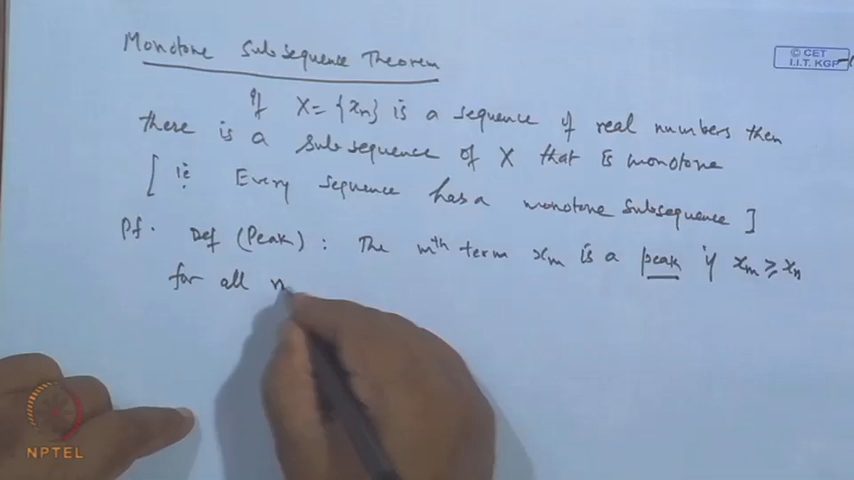 Monotone Subsequence Theorem
© CET
I.I.T. KGP
If X = {xn} is a sequence of real numbers then
there is a subsequence of X that is monotone
[ ie Every sequence has a monotone subsequence ]
Pf. Def (Peak) : The mth term xm is a peak if xm ≥ xn
for all n
NPTEL